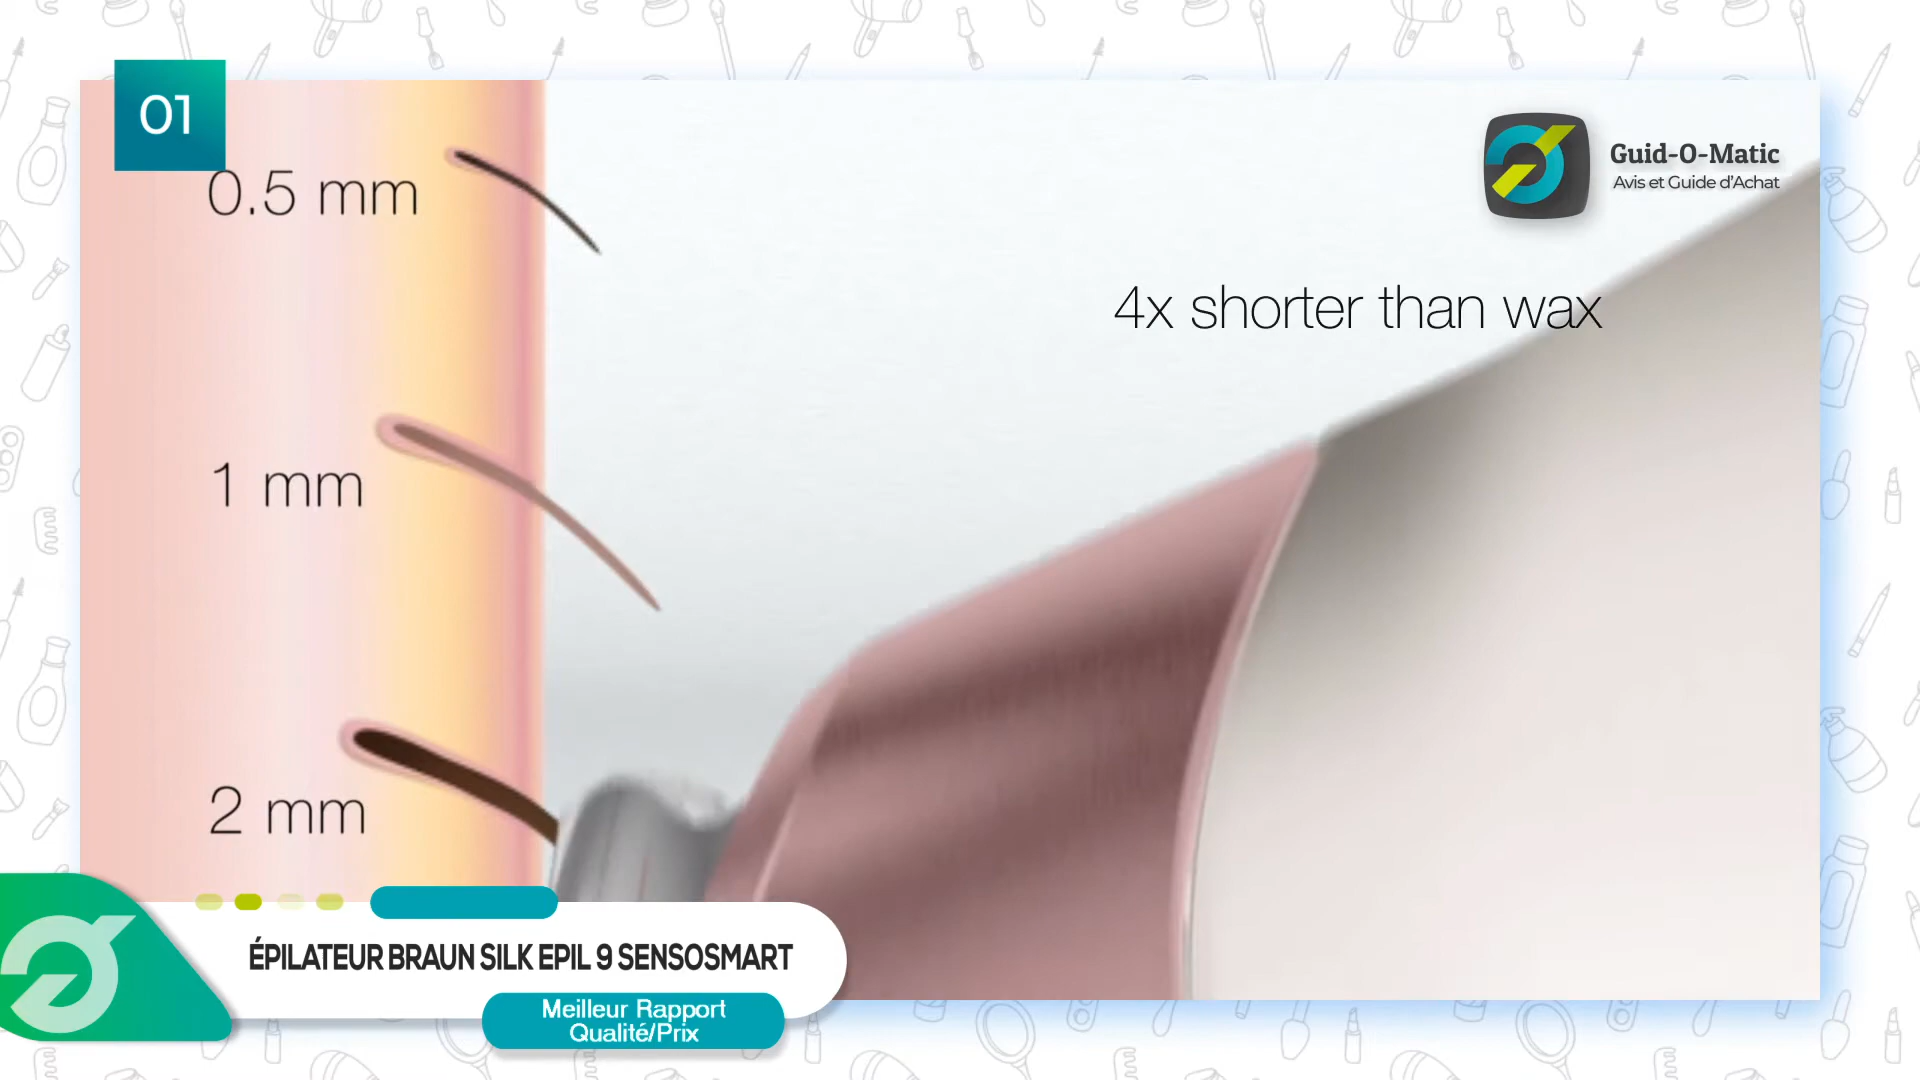 01
0.5 mm
Guid-O-Matic
Avis et Guide d'Achat
4x shorter than wax
1 mm
2 mm
ÉPILATEUR BRAUN SILK EPIL 9 SENSOSMART
Meilleur Rapport
Qualité/Prix